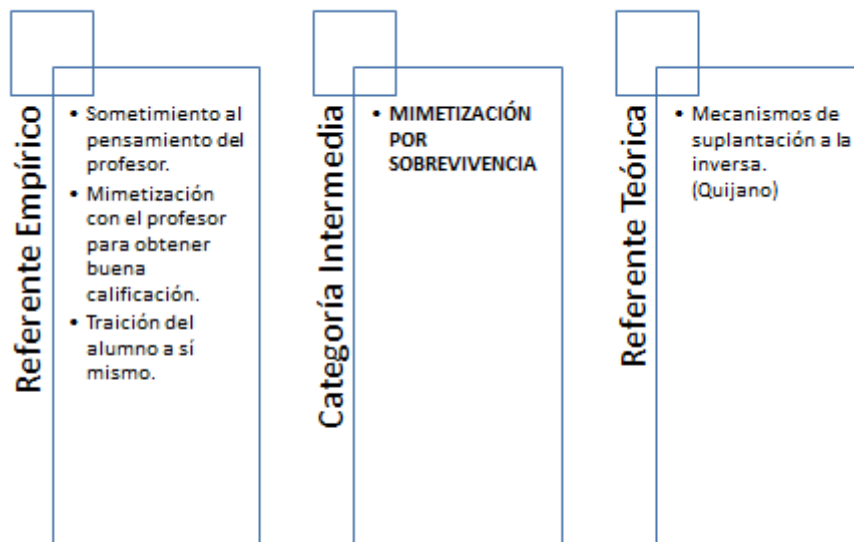 Referente Empírico
• Sometimiento al
pensamiento del
profesor.
• Mimetización
con el profesor
para obtener
buena
calificación.
• Traición del
alumno a sí
mismo.
Categoría Intermedia
• MIMETIZACIÓN
POR
SOBREVIVENCIA
Referente Teórica
• Mecanismos de
suplantación a la
inversa.
(Quijano)